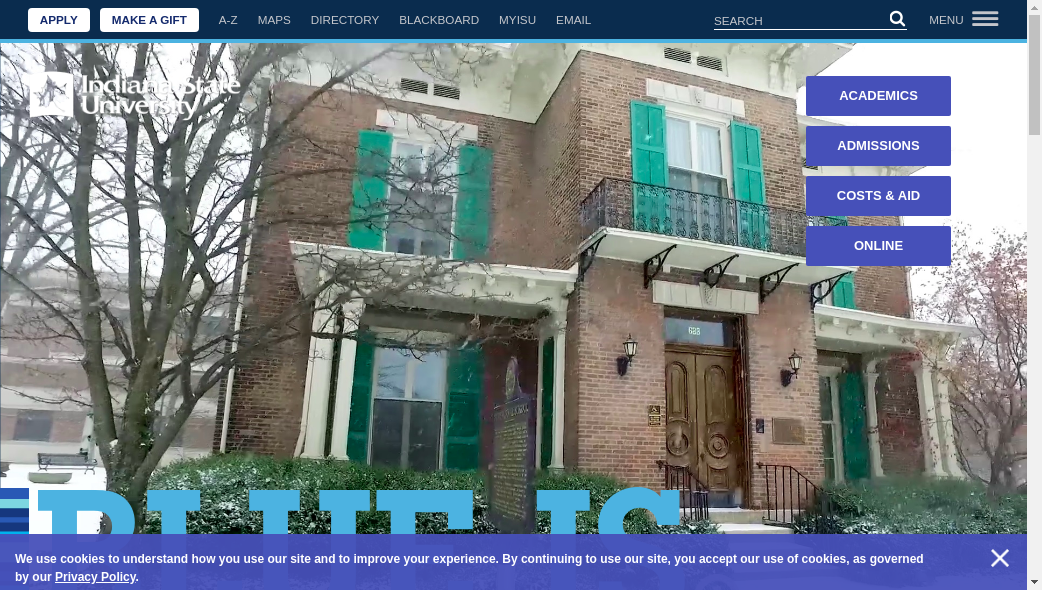 APPLY MAKE A GIFT A-Z MAPS DIRECTORY BLACKBOARD MYISU EMAIL SEARCH MENU
Indiana State
University
ACADEMICS
ADMISSIONS
COSTS & AID
ONLINE
BLUE IS
We use cookies to understand how you use our site and to improve your experience. By continuing to use our site, you accept our use of cookies, as governed
by our Privacy Policy.